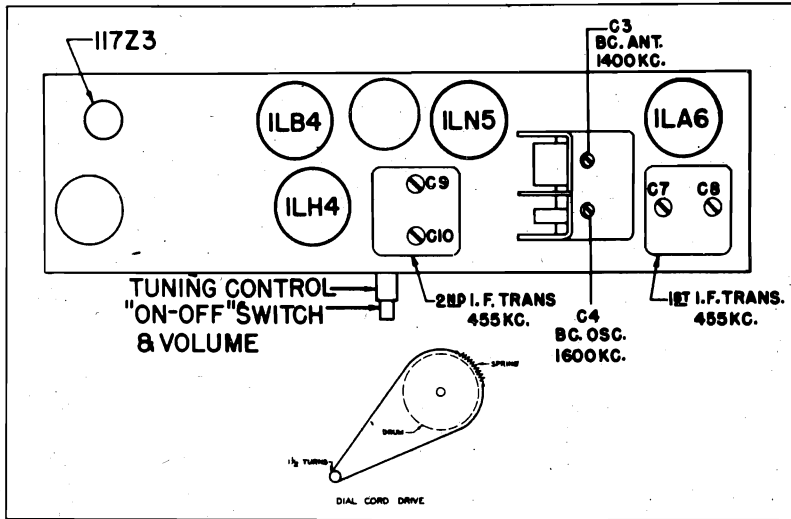 117Z3
C3
BC. ANT.
1400KC.
1LB4
1LN5
1LA6
C9
C7
C8
1LH4
C10
TUNING CONTROL
"ON-OFF" SWITCH
& VOLUME
2ND I.F. TRANS
455KC.
C4
BC. OSC.
1600KC.
1ST I.F. TRANS.
455KC.
SPRING
DRUM
1½ TURNS
DIAL CORD DRIVE